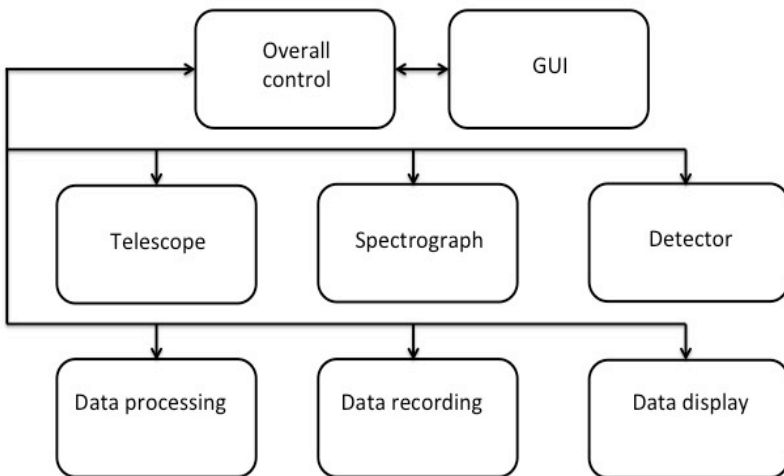 Overall
control
GUI
Telescope
Spectrograph
Detector
Data processing
Data recording
Data display